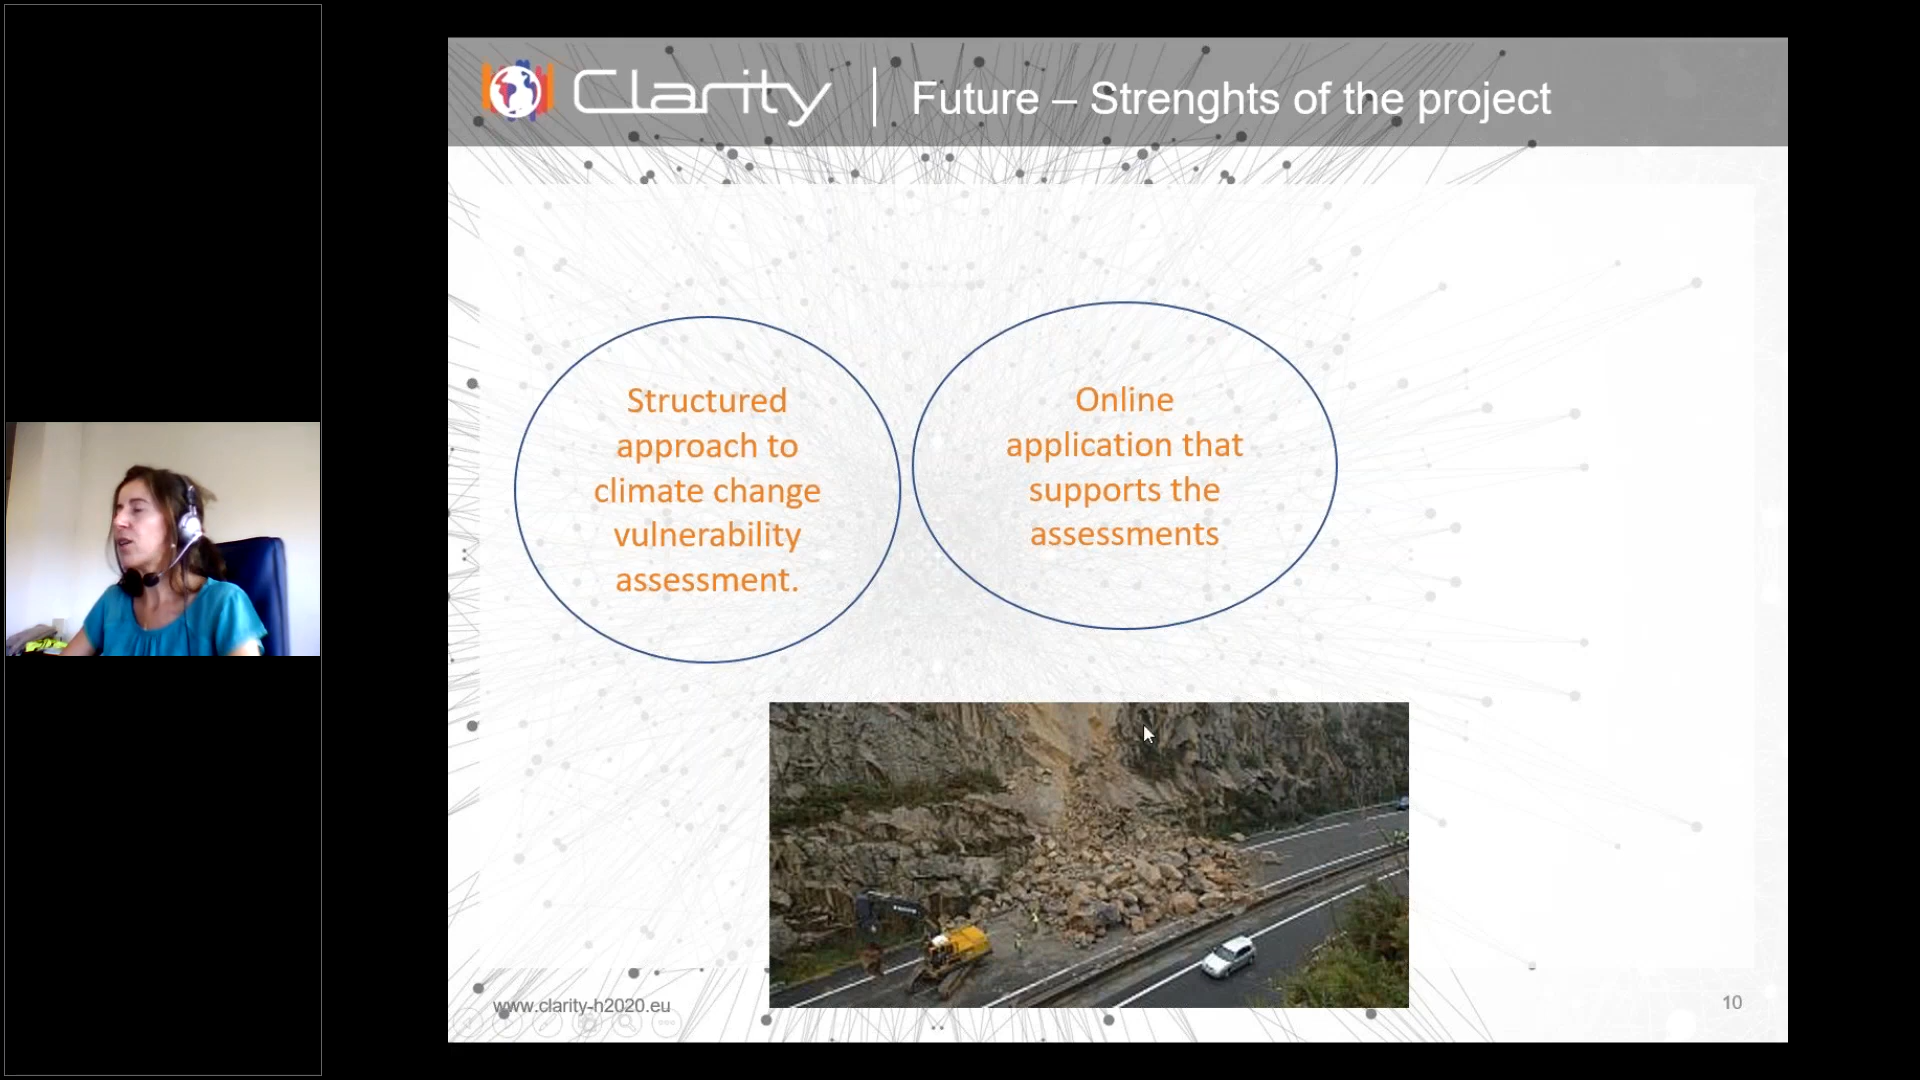 Clarity
Future – Strenghts of the project
Structured
approach to
climate change
vulnerability
assessment.
Online
application that
supports the
assessments
www.clarity-h2020.eu
10